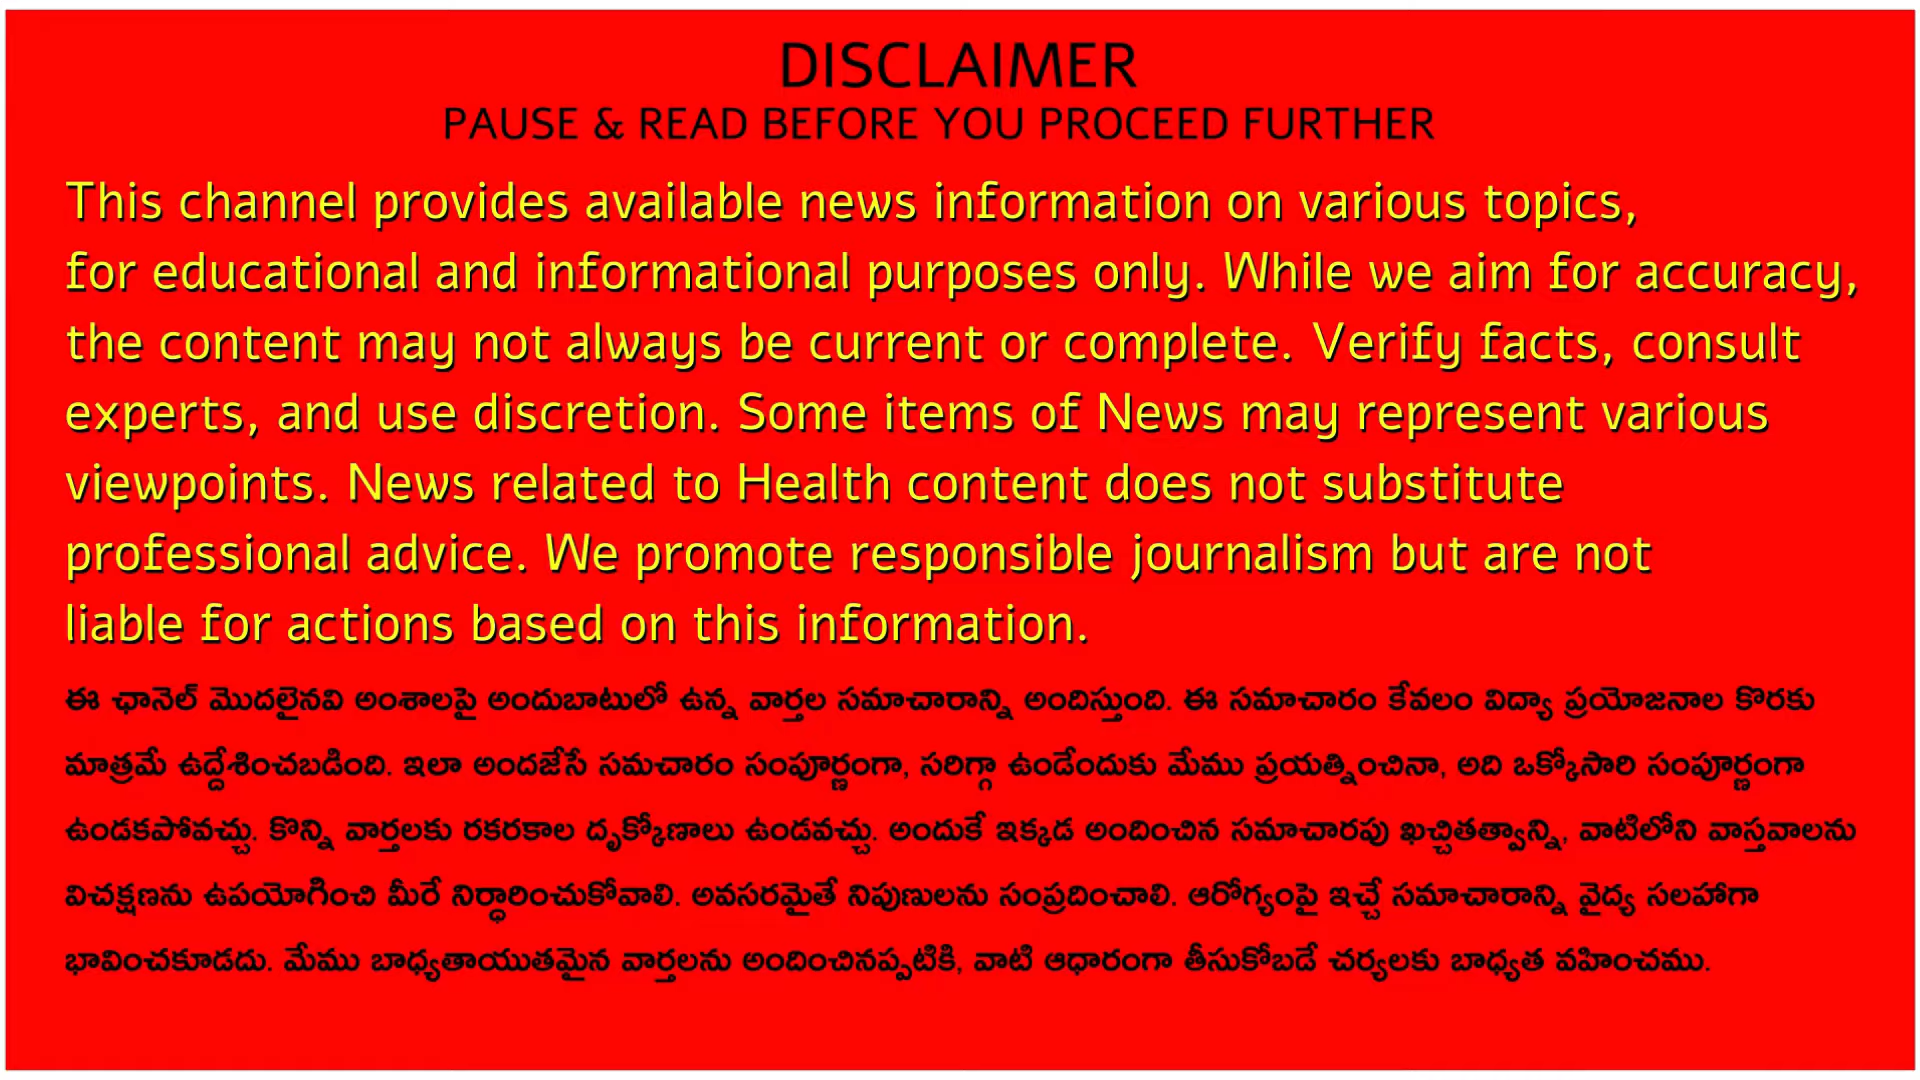 DISCLAIMER
PAUSE & READ BEFORE YOU PROCEED FURTHER
This channel provides available news information on various topics,
for educational and informational purposes only. While we aim for accuracy,
the content may not always be current or complete. Verify facts, consult
experts, and use discretion. Some items of News may represent various
viewpoints. News related to Health content does not substitute
professional advice. We promote responsible journalism but are not
liable for actions based on this information.
ఈ ఛానెల్ మొదలైనవి అంశాలపై అందుబాటులో ఉన్న వార్తల సమాచారాన్ని అందిస్తుంది. ఈ సమాచారం కేవలం విద్యా ప్రయోజనాల కొరకు
మాత్రమే ఉద్దేశించబడింది. ఇలా అందజేసే సమచారం సంపూర్ణంగా, సరిగ్గా ఉండేందుకు మేము ప్రయత్నించినా, అది ఒక్కోసారి సంపూర్ణంగా
ఉండకపోవచ్చు. కొన్ని వార్తలకు రకరకాల దృక్కోణాలు ఉండవచ్చు. అందుకే ఇక్కడ అందించిన సమాచారపు ఖచ్చితత్వాన్ని, వాటిలోని వాస్తవాలను
విచక్షణను ఉపయోగించి మీరే నిర్ధారించుకోవాలి. అవసరమైతే నిపుణులను సంప్రదించాలి. ఆరోగ్యంపై ఇచ్చే సమాచారాన్ని వైద్య సలహాగా
భావించకూడదు. మేము బాధ్యతాయుతమైన వార్తలను అందించినప్పటికి, వాటి ఆధారంగా తీసుకోబడే చర్యలకు బాధ్యత వహించము.